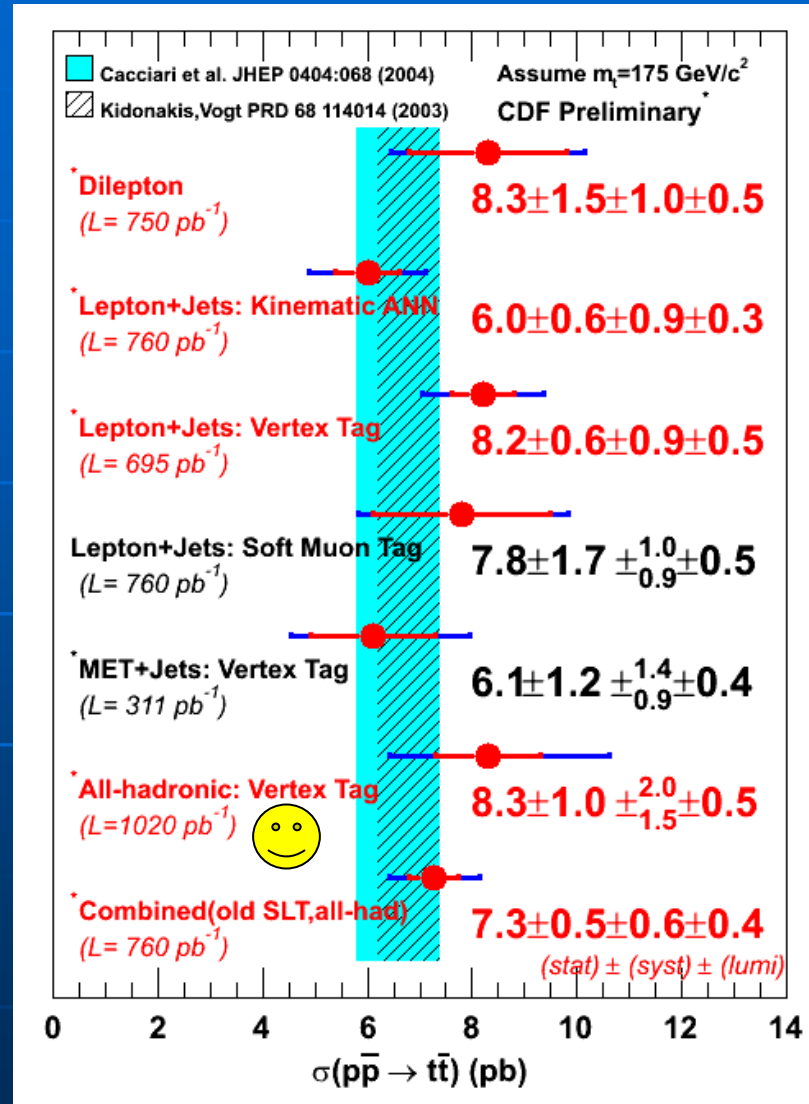 Cacciari et al. JHEP 0404:068 (2004)
Assume mₜ=175 GeV/c²
Kidonakis,Vogt PRD 68 114014 (2003)
CDF Preliminary*
*Dilepton
(L= 750 pb⁻¹)
8.3±1.5±1.0±0.5
*Lepton+Jets: Kinematic ANN
(L= 760 pb⁻¹)
6.0±0.6±0.9±0.3
*Lepton+Jets: Vertex Tag
(L= 695 pb⁻¹)
8.2±0.6±0.9±0.5
Lepton+Jets: Soft Muon Tag
(L= 760 pb⁻¹)
7.8±1.7 ±1.0 0.9±0.5
*MET+Jets: Vertex Tag
(L= 311 pb⁻¹)
6.1±1.2 ±1.4 0.9±0.4
*All-hadronic: Vertex Tag
(L=1020 pb⁻¹)
8.3±1.0 ±2.0 1.5±0.5
*Combined(old SLT,all-had)
(L= 760 pb⁻¹)
7.3±0.5±0.6±0.4
(stat) ± (syst) ± (lumi)
0 2 4 6 8 10 12 14
σ(pp̄ → tt̄) (pb)